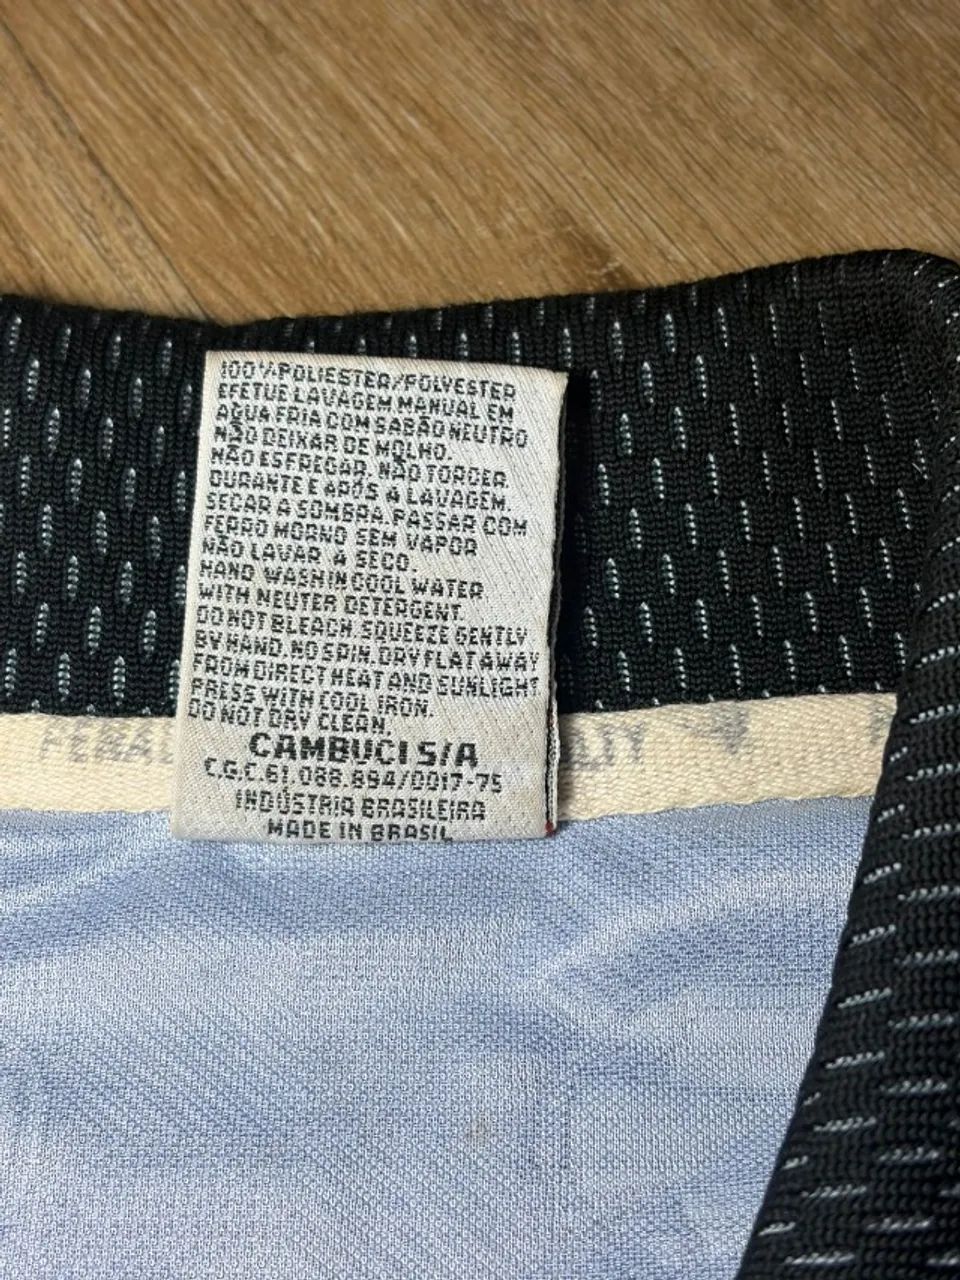 100% POLIESTER/POLYESTER
EFETUE LAVAGEM MANUAL EM
AGUA FRIA COM SABÃO NEUTRO
NÃO DEIXAR DE MOLHO.
NÃO ESFREGAR. NÃO TORCER
DURANTE E APÓS A LAVAGEM.
SECAR A SOMBRA. PASSAR COM
FERRO MORNO SEM VAPOR
NÃO LAVAR A SECO.
HAND WASH IN COOL WATER
WITH NEUTER DETERGENT.
DO NOT BLEACH. SQUEEZE GENTLY
BY HAND. NO SPIN. DRY FLAT AWAY
FROM DIRECT HEAT AND SUNLIGHT
PRESS WITH COOL IRON.
DO NOT DRY CLEAN.
CAMBUCI S/A
C.G.C. 61.088.894/0017-75
INDÚSTRIA BRASILEIRA
MADE IN BRASIL
PENAL
LTY